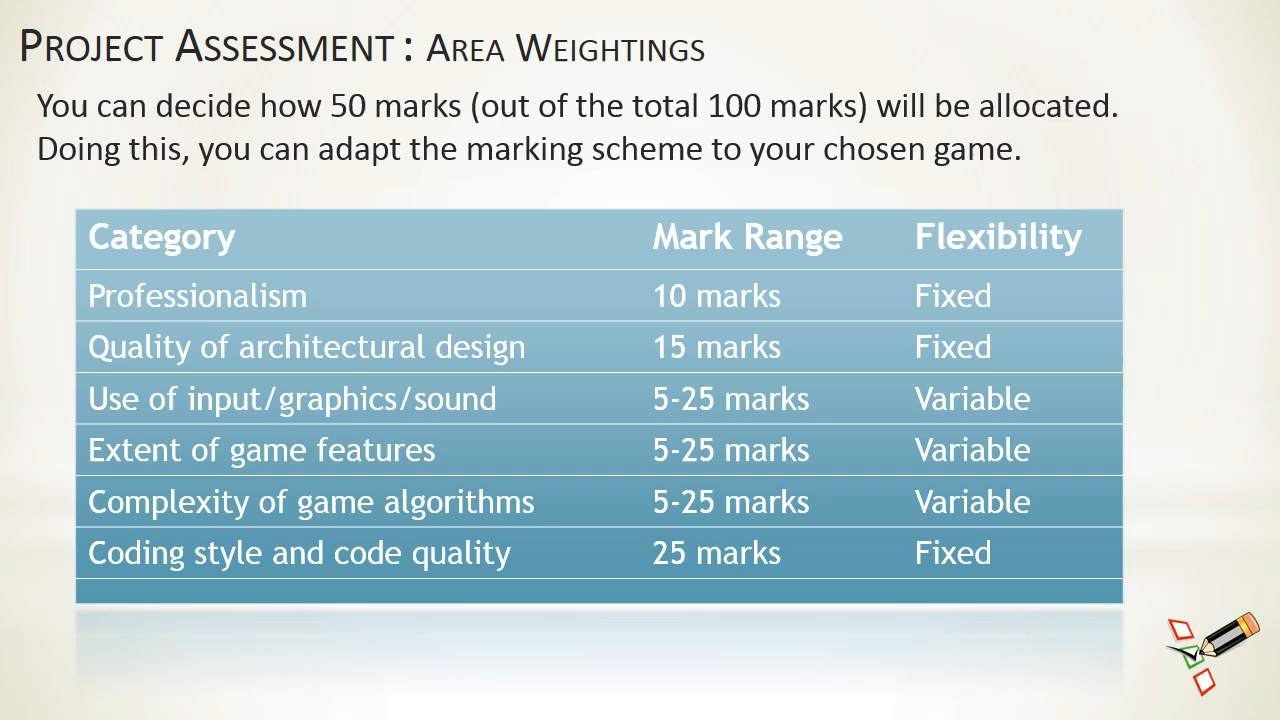 PROJECT ASSESSMENT : AREA WEIGHTINGS
You can decide how 50 marks (out of the total 100 marks) will be allocated.
Doing this, you can adapt the marking scheme to your chosen game.
Category Mark Range Flexibility
Professionalism 10 marks Fixed
Quality of architectural design 15 marks Fixed
Use of input/graphics/sound 5-25 marks Variable
Extent of game features 5-25 marks Variable
Complexity of game algorithms 5-25 marks Variable
Coding style and code quality 25 marks Fixed